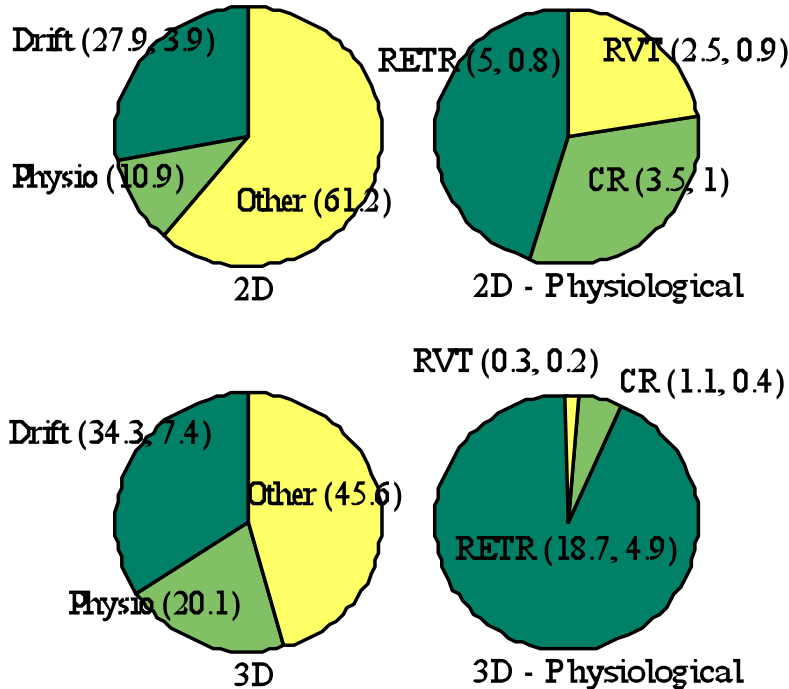 Drift (27.9, 3.9)
Physio (10.9)
Other (61.2)
2D
RETR (5, 0.8)
RVT (2.5, 0.9)
CR (3.5, 1)
2D - Physiological
Drift (34.3, 7.4)
Other (45.6)
Physio (20.1)
3D
RVT (0.3, 0.2)
CR (1.1, 0.4)
RETR (18.7, 4.9)
3D - Physiological